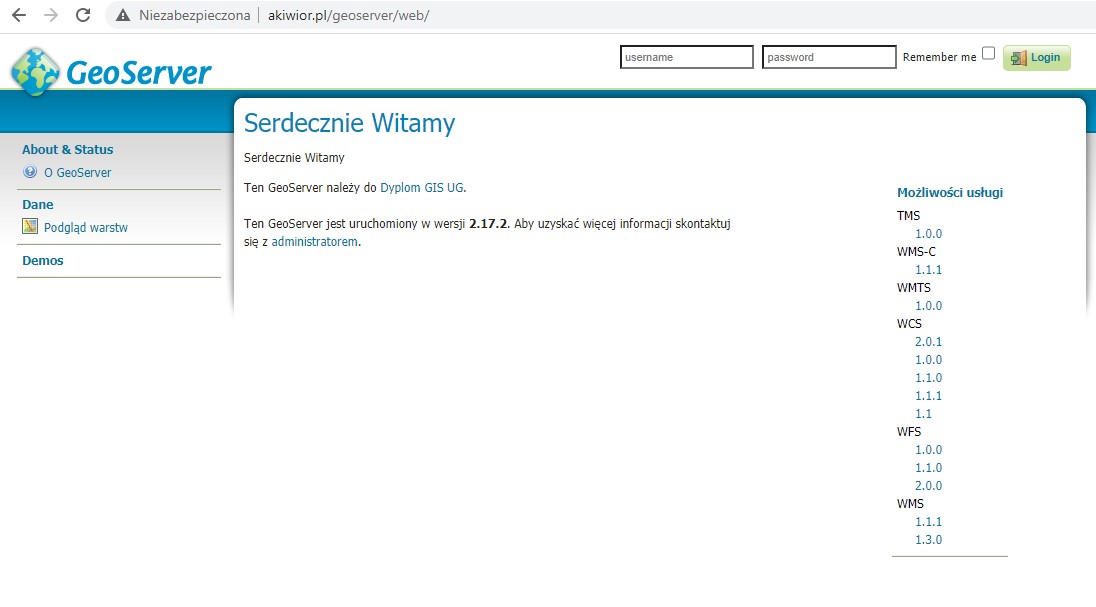 Niezabezpieczona
akiwior.pl/geoserver/web/
GeoServer
username
password
Remember me
Login
About & Status
O GeoServer
Dane
Podgląd warstw
Demos
Serdecznie Witamy
Serdecznie Witamy
Ten GeoServer należy do Dyplom GIS UG.
Ten GeoServer jest uruchomiony w wersji 2.17.2. Aby uzyskać więcej informacji skontaktuj
się z administratorem.
Możliwości usługi
TMS
1.0.0
WMS-C
1.1.1
WMTS
1.0.0
WCS
2.0.1
1.0.0
1.1.0
1.1.1
1.1
WFS
1.0.0
1.1.0
2.0.0
WMS
1.1.1
1.3.0